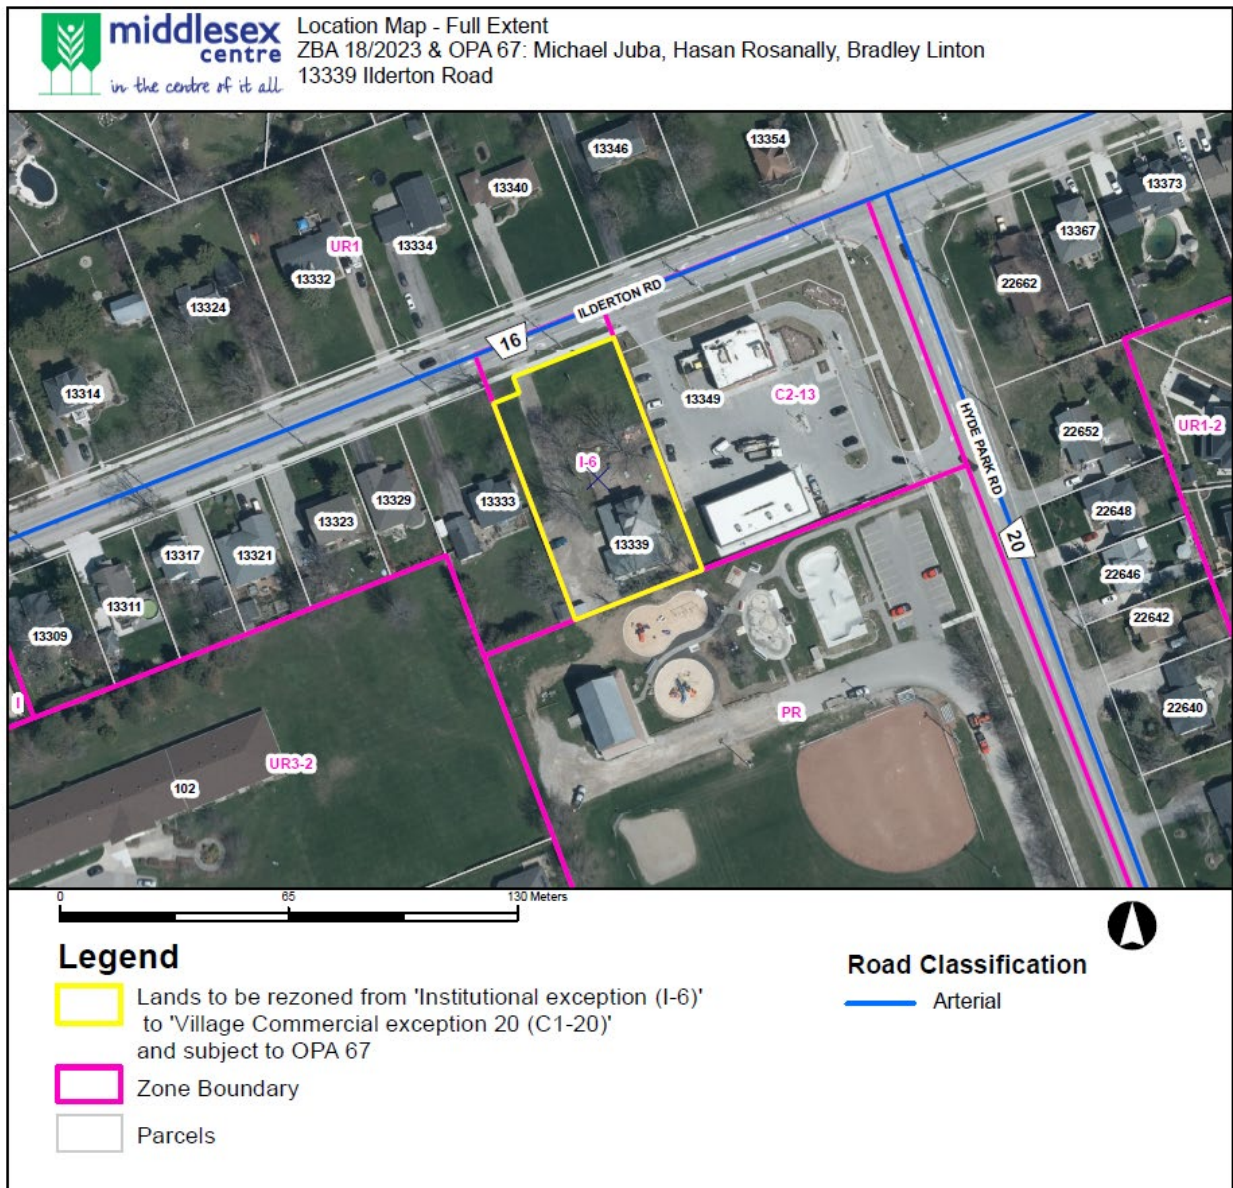 middlesex
centre
in the centre of it all
Location Map - Full Extent
ZBA 18/2023 & OPA 67: Michael Juba, Hasan Rosanally, Bradley Linton
13339 Ilderton Road
13354
13346
13340
13373
13367
13334
UR1
13332
22662
13324
ILDERTON RD
16
13314
13349
C2-13
HYDE PARK RD
UR1-2
22652
I-6
13333
13329
13323
13317
13321
22648
20
13339
22646
13311
22642
13309
I
22640
PR
UR3-2
102
0
65
130 Meters
Legend
Lands to be rezoned from 'Institutional exception (I-6)'
to 'Village Commercial exception 20 (C1-20)'
and subject to OPA 67
Zone Boundary
Parcels
Road Classification
Arterial